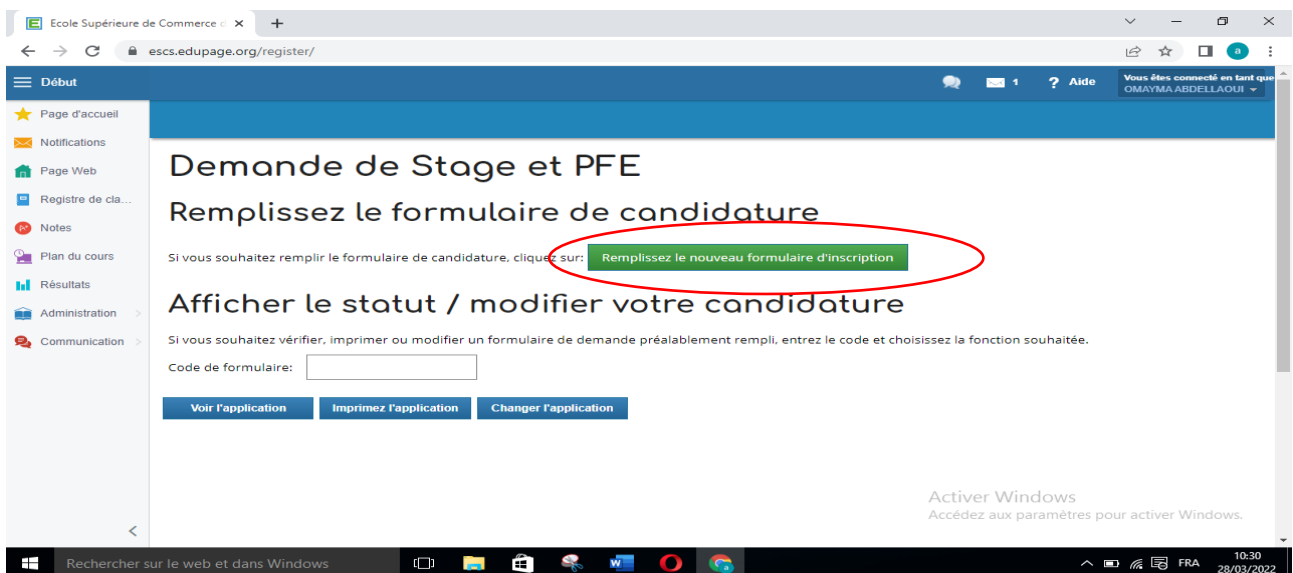 Ecole Supérieure de Commerce
escs.edupage.org/register/
a
Début
1
? Aide
Vous êtes connecté en tant que
OMAYMA ABDELLAOUI
Page d'accueil
Notifications
Page Web
Registre de cla...
Notes
Plan du cours
Résultats
Administration
Communication
Demande de Stage et PFE
Remplissez le formulaire de candidature
Si vous souhaitez remplir le formulaire de candidature, cliquez sur: Remplissez le nouveau formulaire d'inscription
Afficher le statut / modifier votre candidature
Si vous souhaitez vérifier, imprimer ou modifier un formulaire de demande préalablement rempli, entrez le code et choisissez la fonction souhaitée.
Code de formulaire:
Voir l'application Imprimez l'application Changer l'application
Activer Windows
Accédez aux paramètres pour activer Windows.
Rechercher sur le web et dans Windows
FRA
10:30
28/03/2022